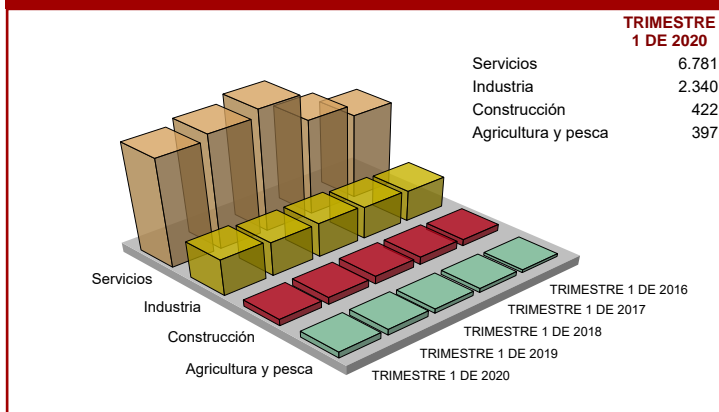 TRIMESTRE
1 DE 2020
Servicios 6.781
Industria 2.340
Construcción 422
Agricultura y pesca 397
Servicios
Industria
Construcción
Agricultura y pesca
TRIMESTRE 1 DE 2016
TRIMESTRE 1 DE 2017
TRIMESTRE 1 DE 2018
TRIMESTRE 1 DE 2019
TRIMESTRE 1 DE 2020